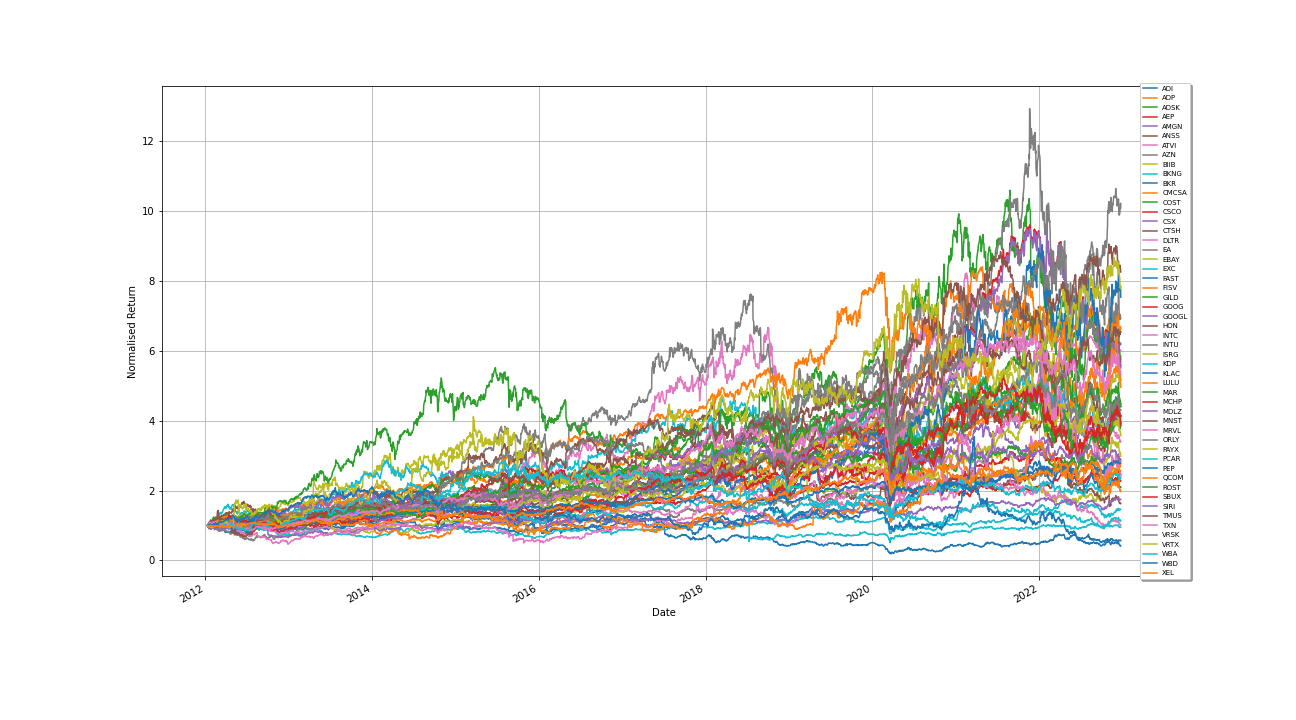 Normalised Return
12
10
8
6
4
2
0
2012
2014
2016
2018
2020
2022
Date
ADI
ADP
ADSK
AEP
AMGN
ANSS
ATVI
AZN
BIIB
BKNG
BKR
CMCSA
COST
CSCO
CSX
CTSH
DLTR
EA
EBAY
EXC
FAST
FISV
GILD
GOOG
GOOGL
HON
INTC
INTU
ISRG
KDP
KLAC
LULU
MAR
MCHP
MDLZ
MNST
MRVL
ORLY
PAYX
PCAR
PEP
QCOM
ROST
SBUX
SIRI
TMUS
TXN
VRSK
VRTX
WBA
WBD
XEL